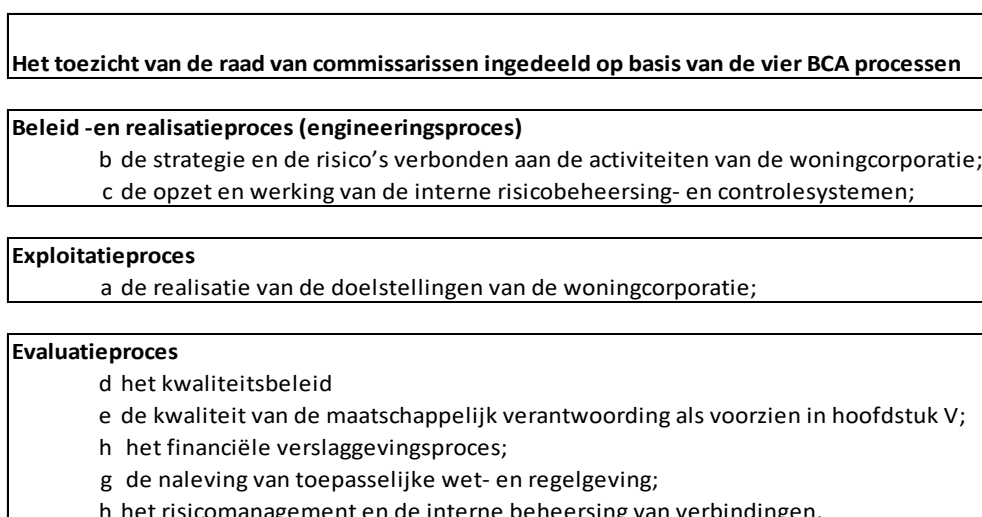 Het toezicht van de raad van commissarissen ingedeeld op basis van de vier BCA processen
Beleid -en realisatieproces (engineeringsproces)
b de strategie en de risico's verbonden aan de activiteiten van de woningcorporatie;
c de opzet en werking van de interne risicobeheersing- en controlesystemen;
Exploitatieproces
a de realisatie van de doelstellingen van de woningcorporatie;
Evaluatieproces
d het kwaliteitsbeleid
e de kwaliteit van de maatschappelijk verantwoording als voorzien in hoofdstuk V;
h het financiële verslaggevingsproces;
g de naleving van toepasselijke wet- en regelgeving;
h het risicomanagement en de interne beheersing van verbindingen.